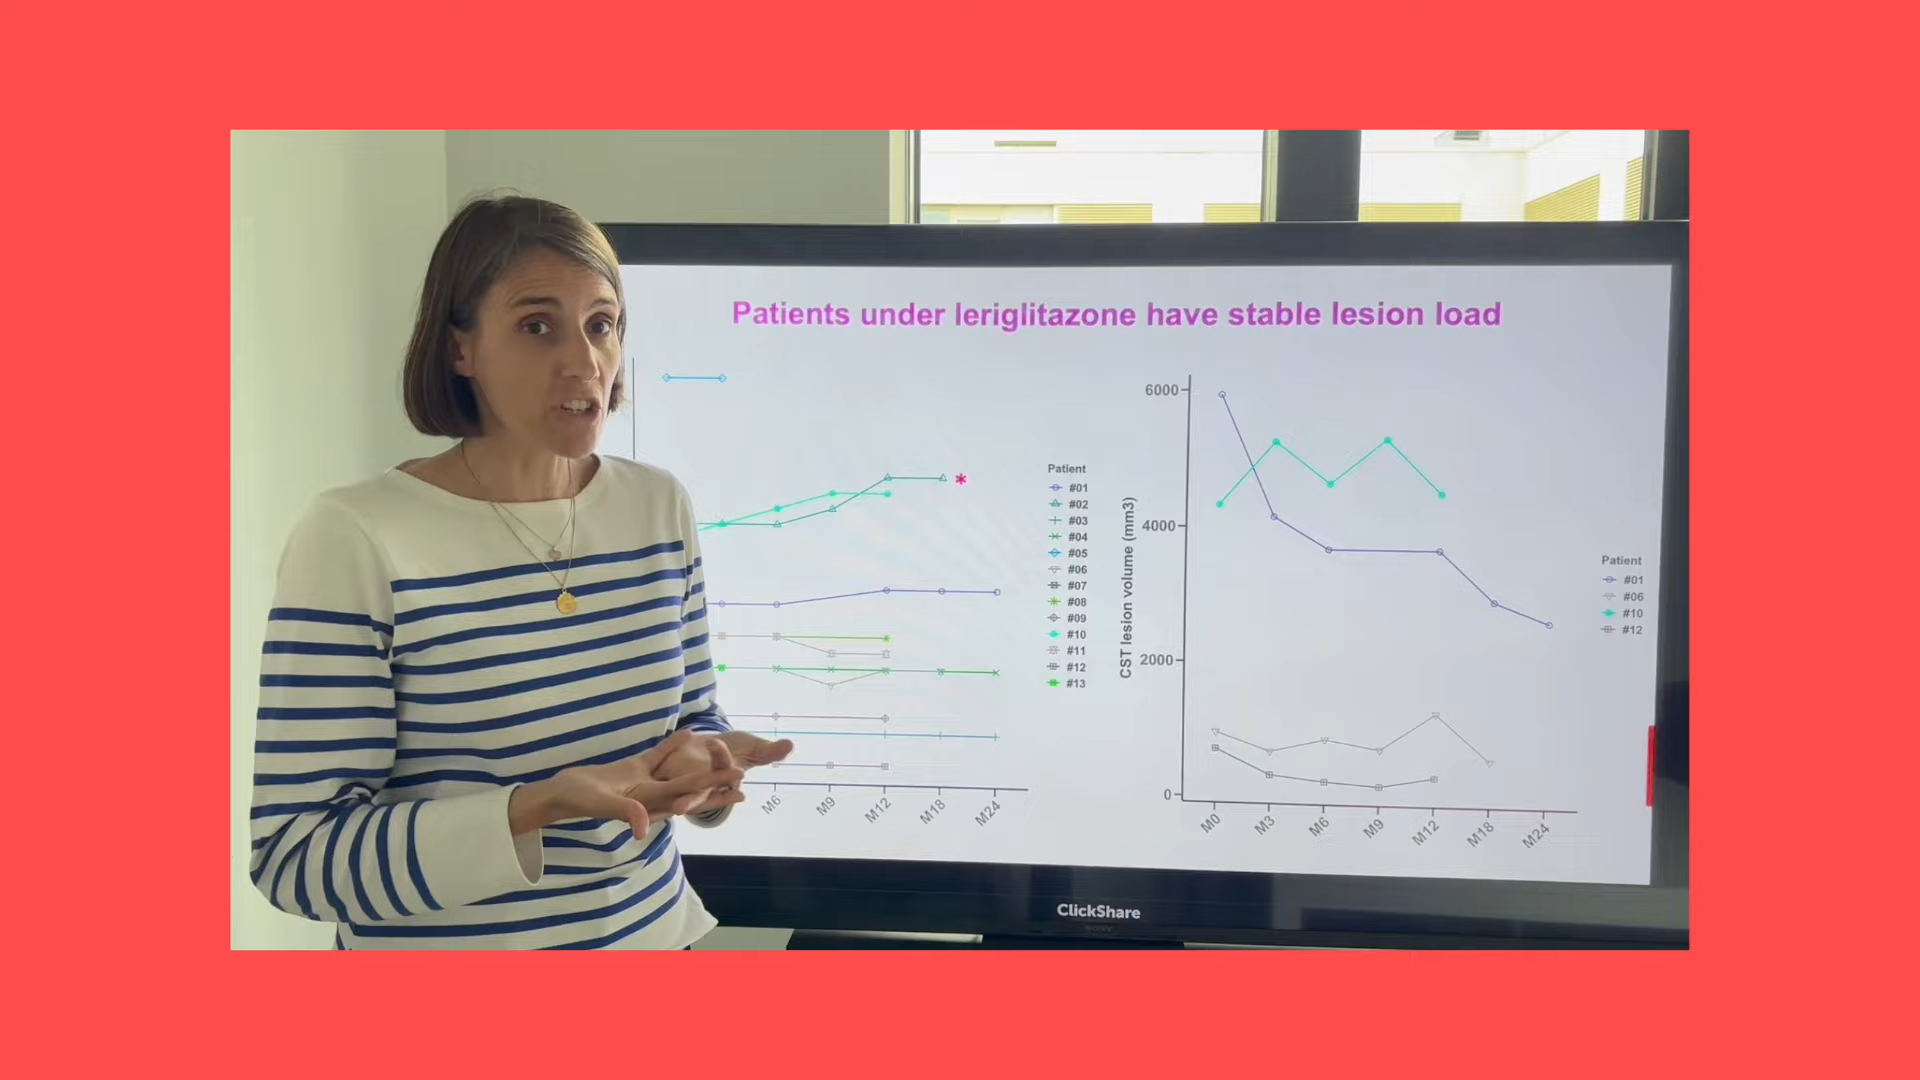 Patients under leriglitazone have stable lesion load
M6
M9
M12
M18
M24
Patient
#01
#02
#03
#04
#05
#06
#07
#08
#09
#10
#11
#12
#13
CST lesion volume (mm3)
6000
4000
2000
0
M0
M3
M6
M9
M12
M18
M24
Patient
#01
#06
#10
#12
ClickShare
SONY